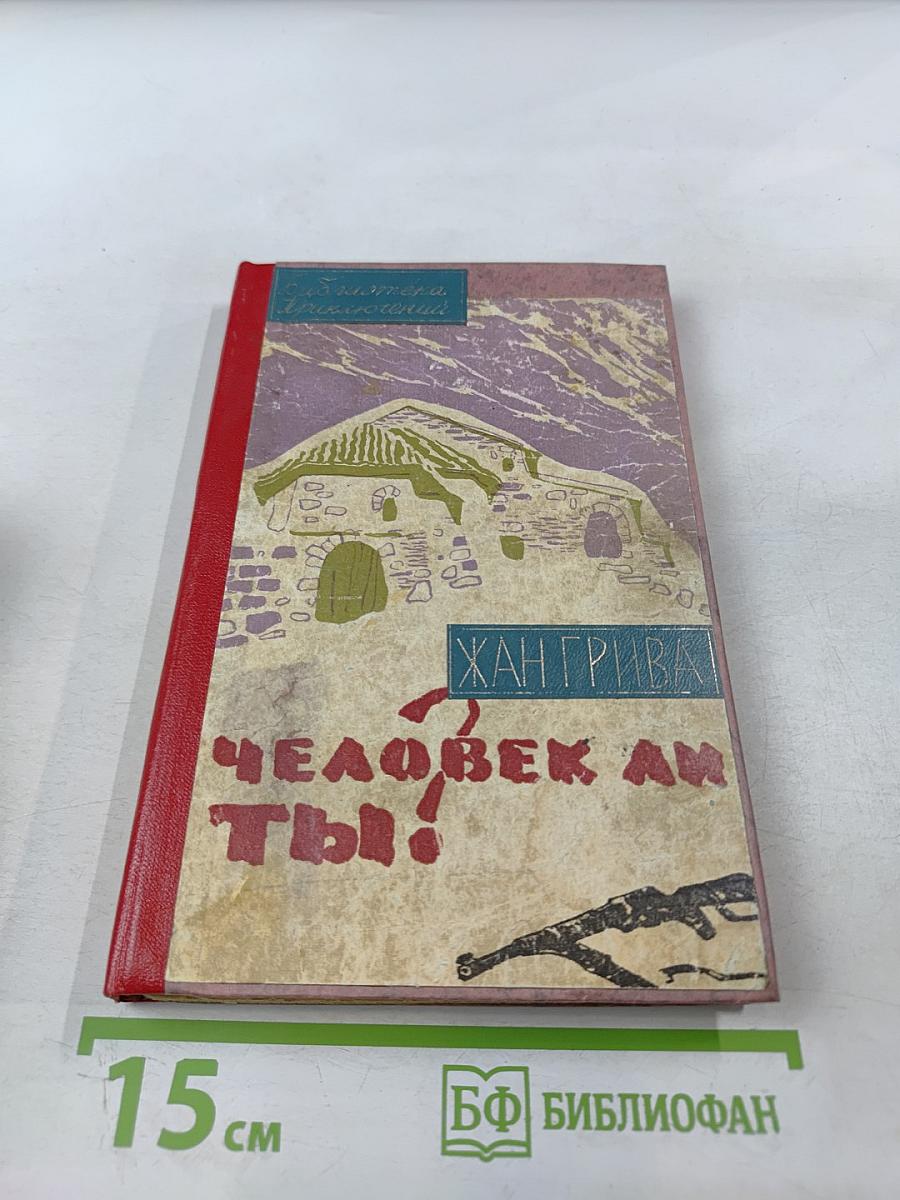 Библиотека
Приключений
ЖАН ГРИВА
ЧЕЛОВЕК ЛИ
ТЫ?
15 см
БФ БИБЛИОФАН